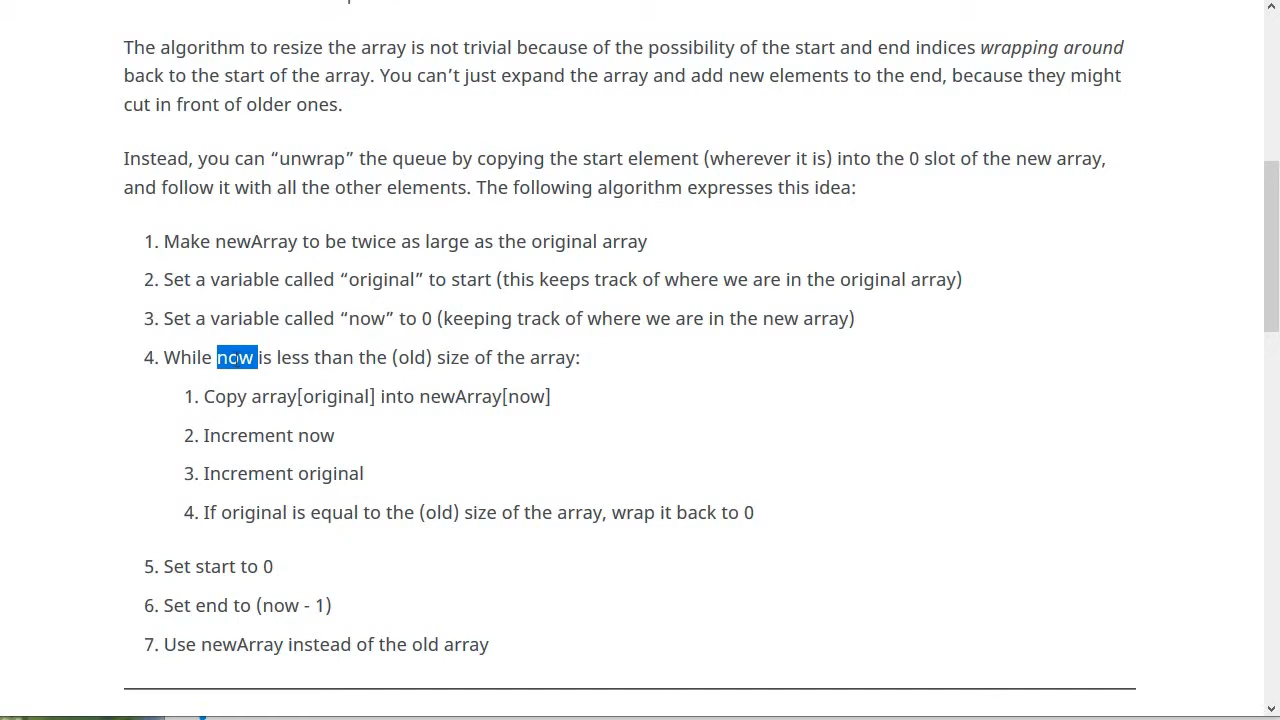 The algorithm to resize the array is not trivial because of the possibility of the start and end indices wrapping around
back to the start of the array. You can’t just expand the array and add new elements to the end, because they might
cut in front of older ones.
Instead, you can “unwrap” the queue by copying the start element (wherever it is) into the 0 slot of the new array,
and follow it with all the other elements. The following algorithm expresses this idea:
1. Make newArray to be twice as large as the original array
2. Set a variable called “original” to start (this keeps track of where we are in the original array)
3. Set a variable called “now” to 0 (keeping track of where we are in the new array)
4. While now is less than the (old) size of the array:
1. Copy array[original] into newArray[now]
2. Increment now
3. Increment original
4. If original is equal to the (old) size of the array, wrap it back to 0
5. Set start to 0
6. Set end to (now - 1)
7. Use newArray instead of the old array